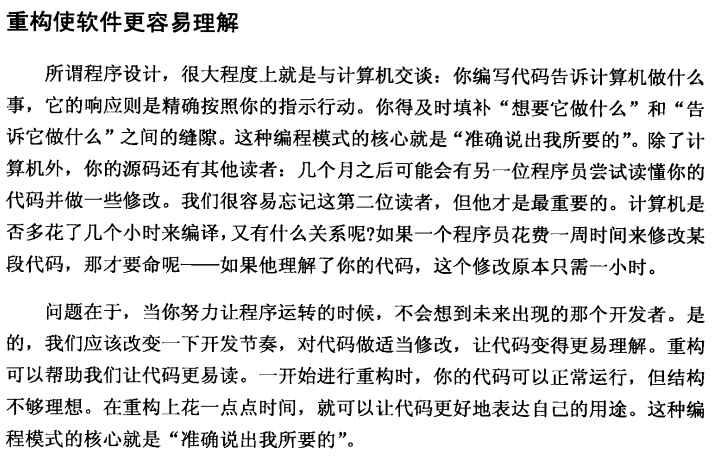 重构使软件更容易理解
所谓程序设计，很大程度上就是与计算机交谈：你编写代码告诉计算机做什么
事，它的响应则是精确按照你的指示行动。你得及时填补“想要它做什么”和“告
诉它做什么”之间的缝隙。这种编程模式的核心就是“准确说出我所要的”。除了计
算机外，你的源码还有其他读者：几个月之后可能会有另一位程序员尝试读懂你的
代码并做一些修改。我们很容易忘记这第二位读者，但他才是最重要的。计算机是
否多花了几个小时来编译，又有什么关系呢？如果一个程序员花费一周时间来修改某
段代码，那才要命呢——如果他理解了你的代码，这个修改原本只需一小时。
问题在于，当你努力让程序运转的时候，不会想到未来出现的那个开发者。是
的，我们应该改变一下开发节奏，对代码做适当修改，让代码变得更易理解。重构
可以帮助我们让代码更易读。一开始进行重构时，你的代码可以正常运行，但结构
不够理想。在重构上花一点点时间，就可以让代码更好地表达自己的用途。这种编
程模式的核心就是“准确说出我所要的”。